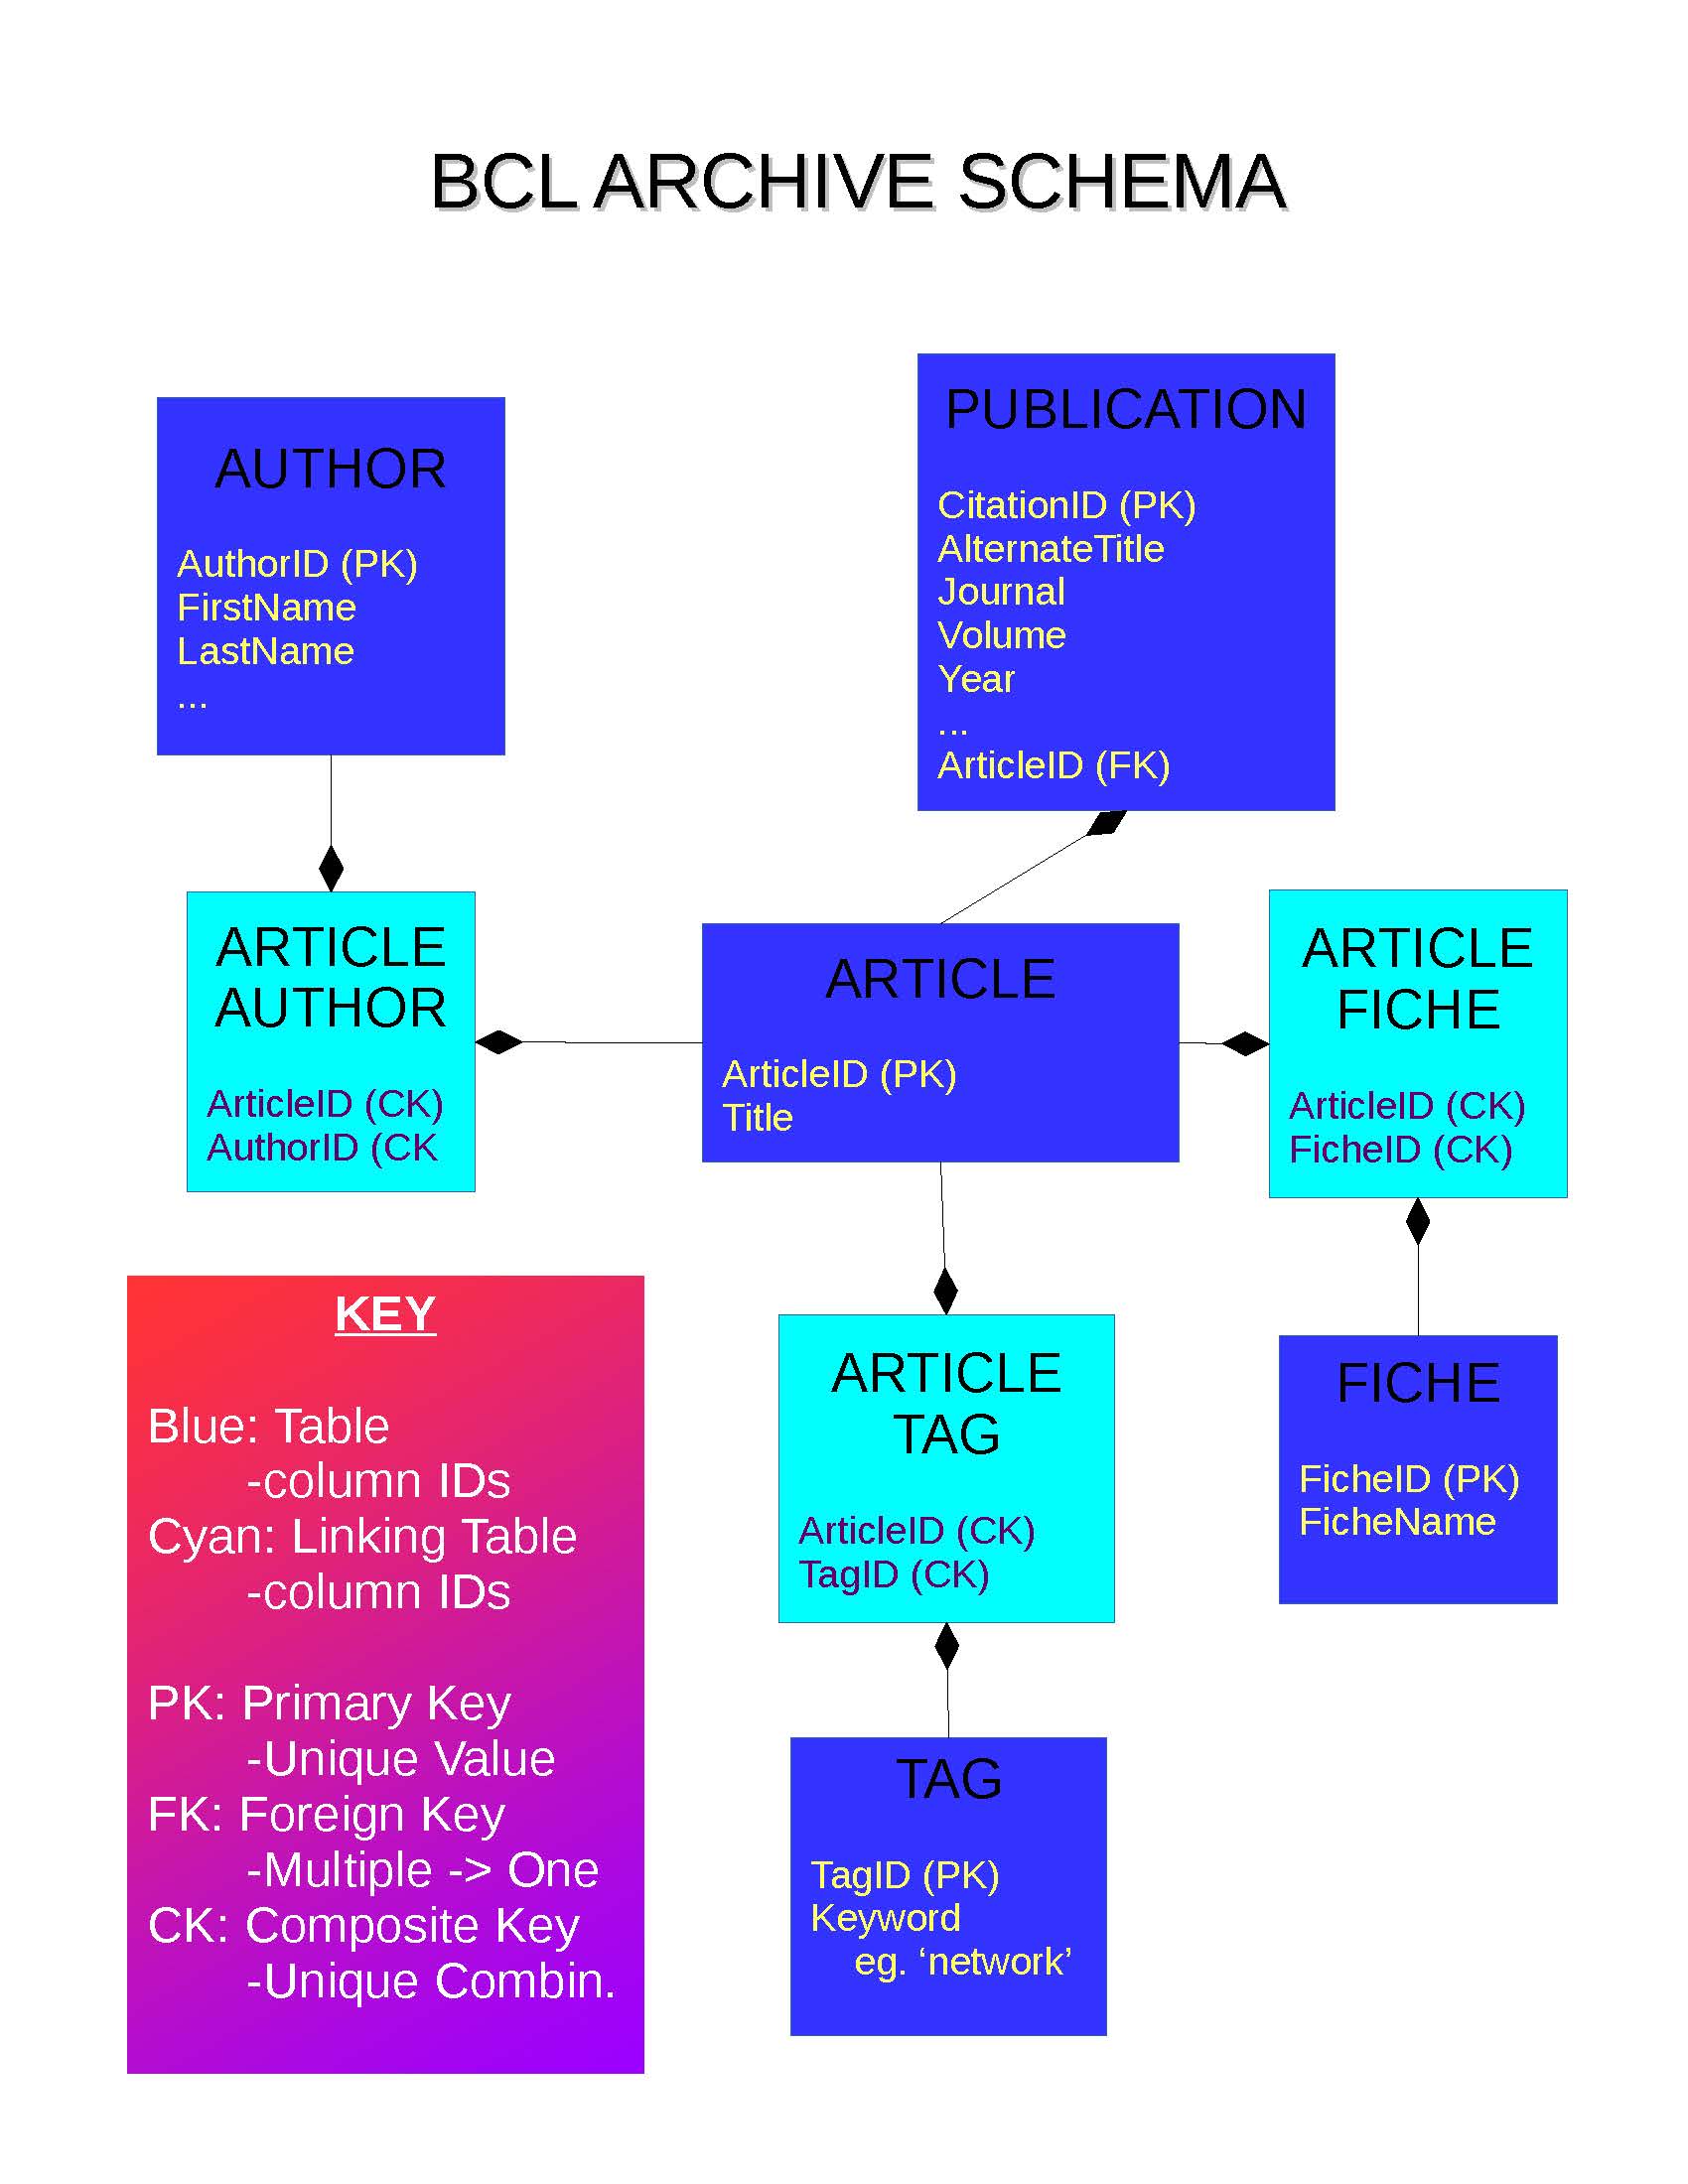 BCL ARCHIVE SCHEMA
AUTHOR
AuthorID (PK)
FirstName
LastName
...
PUBLICATION
CitationID (PK)
AlternateTitle
Journal
Volume
Year
...
ArticleID (FK)
ARTICLE
AUTHOR
ArticleID (CK)
AuthorID (CK
ARTICLE
ArticleID (PK)
Title
ARTICLE
FICHE
ArticleID (CK)
FicheID (CK)
KEY
Blue: Table
-column IDs
Cyan: Linking Table
-column IDs
PK: Primary Key
-Unique Value
FK: Foreign Key
-Multiple -> One
CK: Composite Key
-Unique Combin.
ARTICLE
TAG
ArticleID (CK)
TagID (CK)
FICHE
FicheID (PK)
FicheName
TAG
TagID (PK)
Keyword
eg. ‘network’